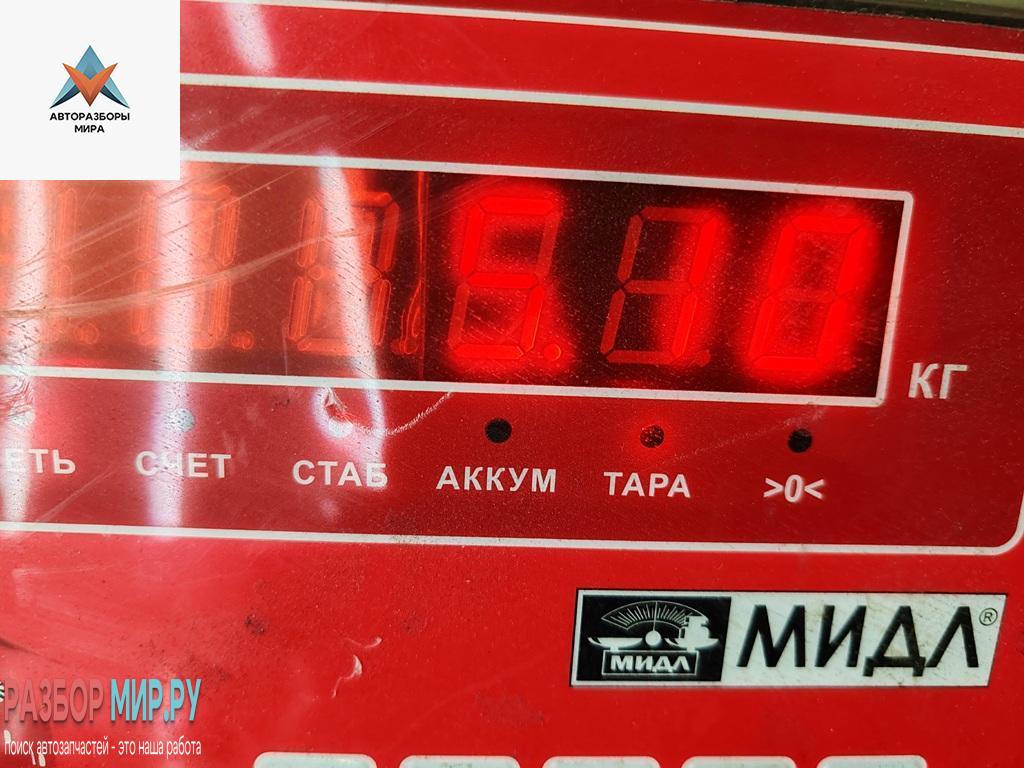 АВТОРАЗБОРЫ
МИРА
5.10
КГ
СЧЕТ СТАБ АККУМ ТАРА >0<
МИДЛ МИДЛ®
РАЗБОР МИР.РУ
поиск автозапчастей - это наша работа